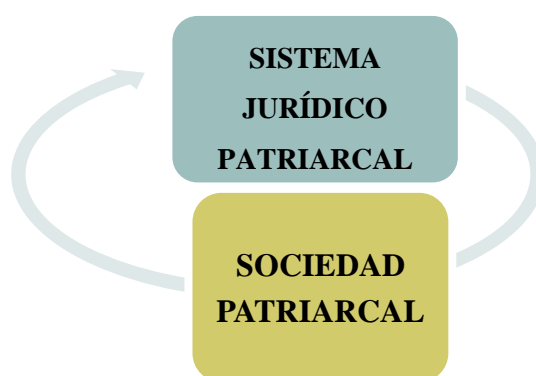 SISTEMA
JURÍDICO
PATRIARCAL
SOCIEDAD
PATRIARCAL